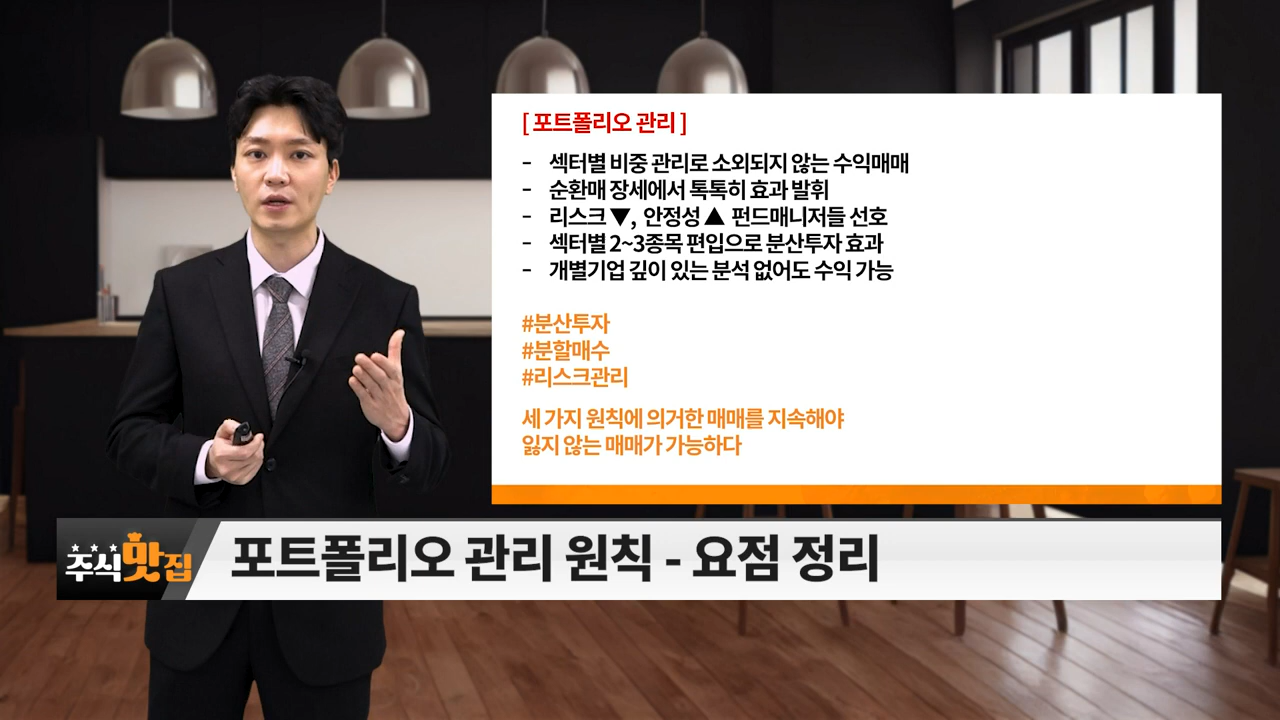 [ 포트폴리오 관리 ]
- 섹터별 비중 관리로 소외되지 않는 수익매매
- 순환매 장세에서 톡톡히 효과 발휘
- 리스크 ▼, 안정성 ▲ 펀드매니저들 선호
- 섹터별 2~3종목 편입으로 분산투자 효과
- 개별기업 깊이 있는 분석 없어도 수익 가능
#분산투자
#분할매수
#리스크관리
세 가지 원칙에 의거한 매매를 지속해야
잃지 않는 매매가 가능하다
주식맛집
포트폴리오 관리 원칙 - 요점 정리